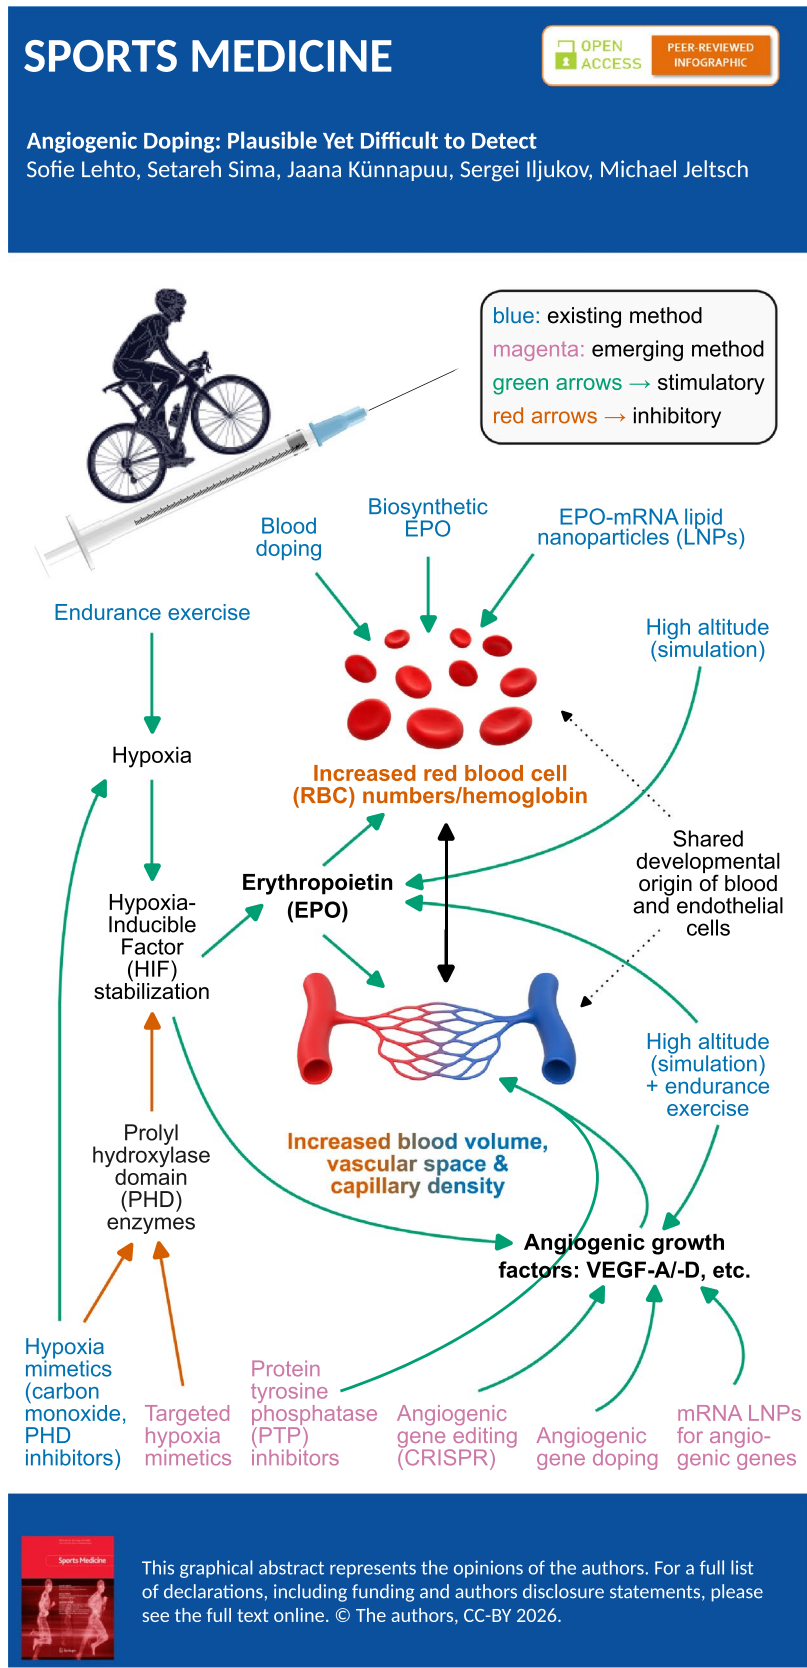 SPORTS MEDICINE
OPEN
ACCESS
PEER-REVIEWED
INFOGRAPHIC
Angiogenic Doping: Plausible Yet Difficult to Detect
Sofie Lehto, Setareh Sima, Jaana Künnapuu, Sergei Iljukov, Michael Jeltsch
blue: existing method
magenta: emerging method
green arrows → stimulatory
red arrows → inhibitory
Blood
doping
Biosynthetic
EPO
EPO-mRNA lipid
nanoparticles (LNPs)
Endurance exercise
High altitude
(simulation)
Hypoxia
Increased red blood cell
(RBC) numbers/hemoglobin
Shared
developmental
origin of blood
and endothelial
cells
Erythropoietin
(EPO)
Hypoxia-
Inducible
Factor
(HIF)
stabilization
High altitude
(simulation)
+ endurance
exercise
Prolyl
hydroxylase
domain
(PHD)
enzymes
Increased blood volume,
vascular space &
capillary density
Angiogenic growth
factors: VEGF-A/-D, etc.
Hypoxia
mimetics
(carbon
monoxide,
PHD
inhibitors)
Targeted
hypoxia
mimetics
Protein
tyrosine
phosphatase
(PTP)
inhibitors
Angiogenic
gene editing
(CRISPR)
Angiogenic
gene doping
mRNA LNPs
for angio-
genic genes
Sports Medicine
This graphical abstract represents the opinions of the authors. For a full list
of declarations, including funding and authors disclosure statements, please
see the full text online. © The authors, CC-BY 2026.